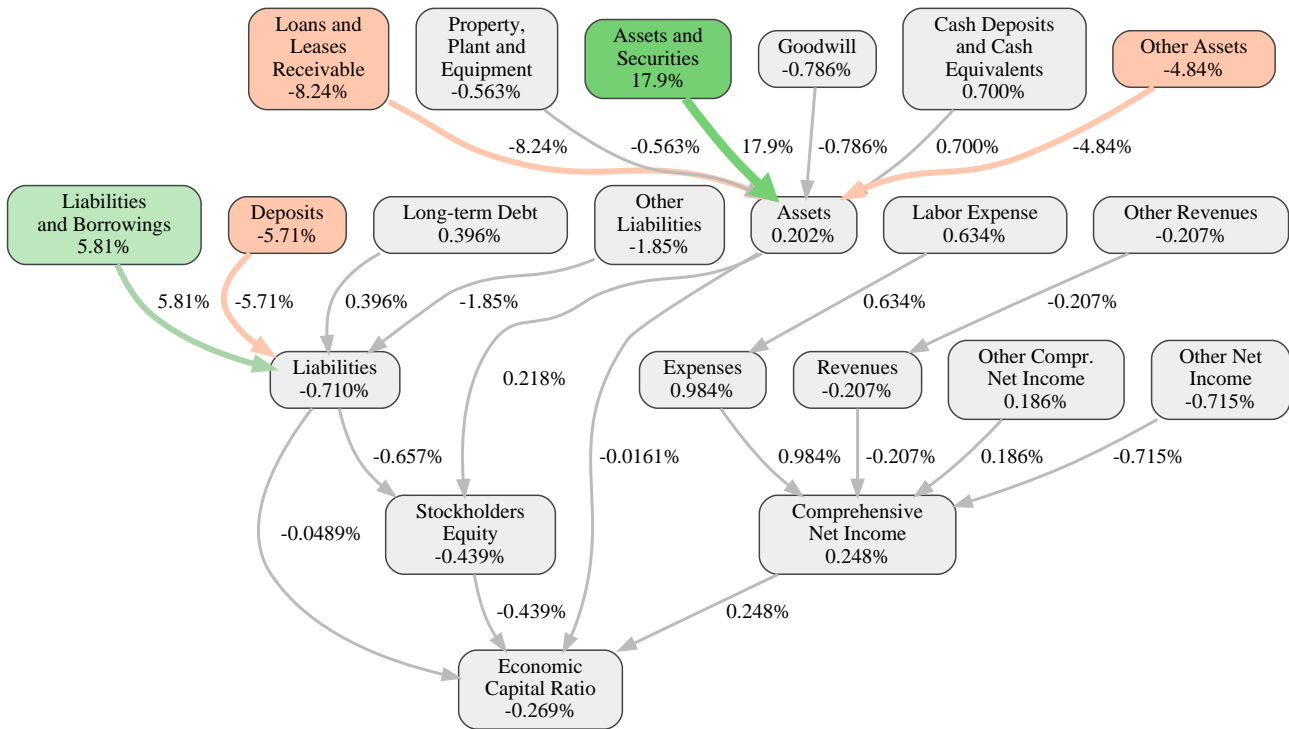 Loans and
Leases
Receivable
-8.24%
Property,
Plant and
Equipment
-0.563%
Assets and
Securities
17.9%
Goodwill
-0.786%
Cash Deposits
and Cash
Equivalents
0.700%
Other Assets
-4.84%
-8.24%
-0.563%
17.9%
-0.786%
0.700%
-4.84%
Liabilities
and Borrowings
5.81%
Deposits
-5.71%
Long-term Debt
0.396%
Other
Liabilities
-1.85%
Assets
0.202%
Labor Expense
0.634%
Other Revenues
-0.207%
5.81%
-5.71%
0.396%
-1.85%
0.634%
-0.207%
Liabilities
-0.710%
0.218%
Expenses
0.984%
Revenues
-0.207%
Other Compr.
Net Income
0.186%
Other Net
Income
-0.715%
-0.657%
-0.0161%
0.984%
-0.207%
0.186%
-0.715%
-0.0489%
Stockholders
Equity
-0.439%
Comprehensive
Net Income
0.248%
-0.439%
0.248%
Economic
Capital Ratio
-0.269%